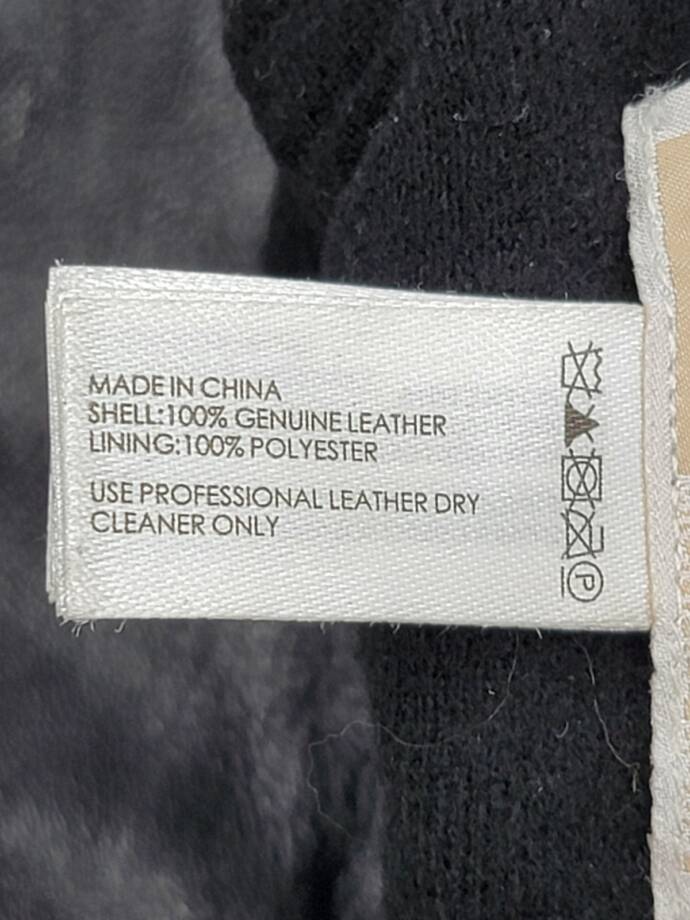 MADE IN CHINA
SHELL:100% GENUINE LEATHER
LINING:100% POLYESTER
USE PROFESSIONAL LEATHER DRY
CLEANER ONLY
P